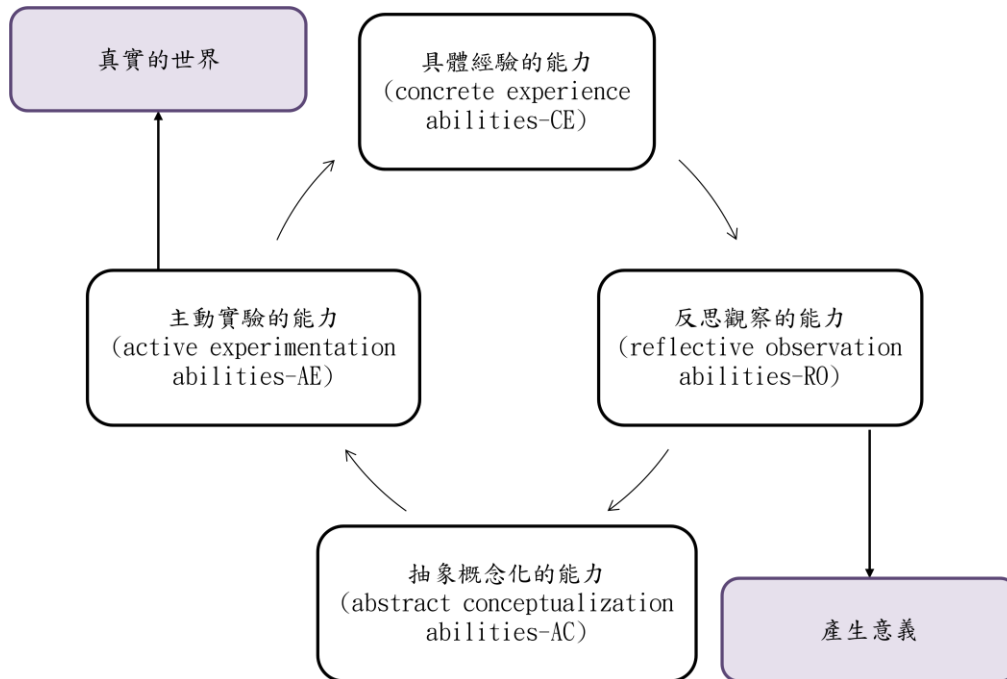 真實的世界
具體經驗的能力
(concrete experience
abilities-CE)
主動實驗的能力
(active experimentation
abilities-AE)
反思觀察的能力
(reflective observation
abilities-RO)
抽象概念化的能力
(abstract conceptualization
abilities-AC)
產生意義